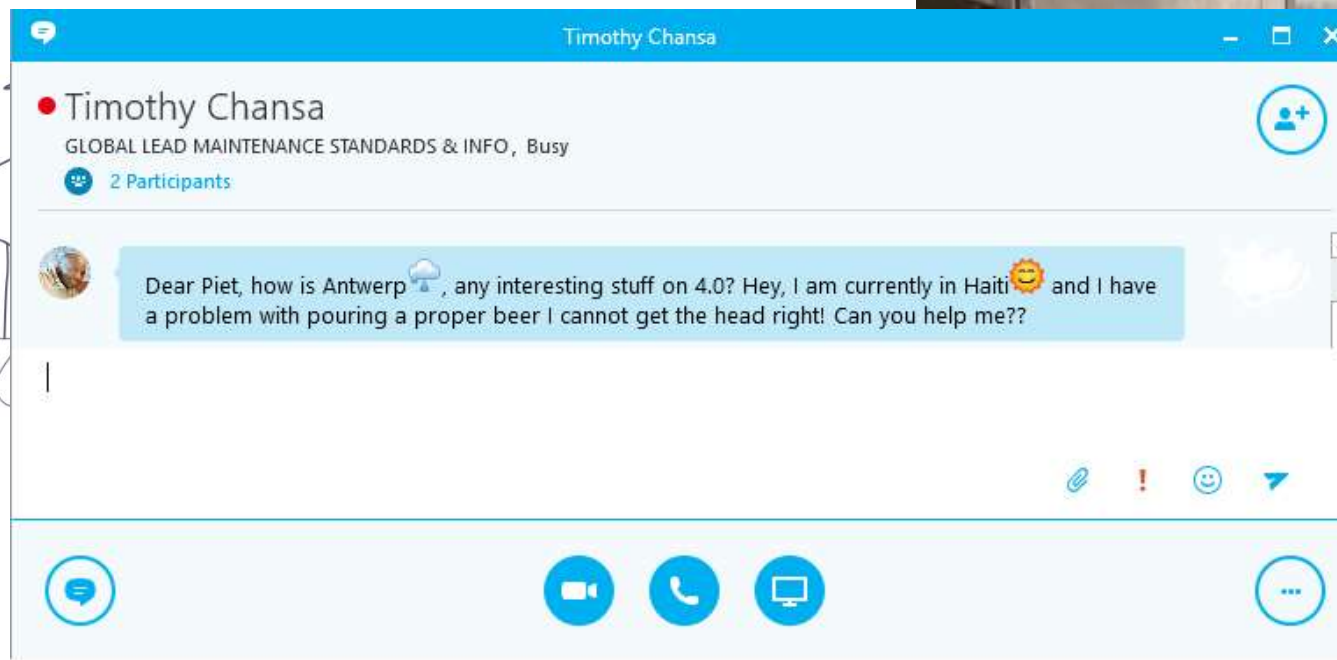 Timothy Chansa
Timothy Chansa
GLOBAL LEAD MAINTENANCE STANDARDS & INFO, Busy
2 Participants
Dear Piet, how is Antwerp🌧, any interesting stuff on 4.0? Hey, I am currently in Haiti🌞 and I have
a problem with pouring a proper beer I cannot get the head right! Can you help me??